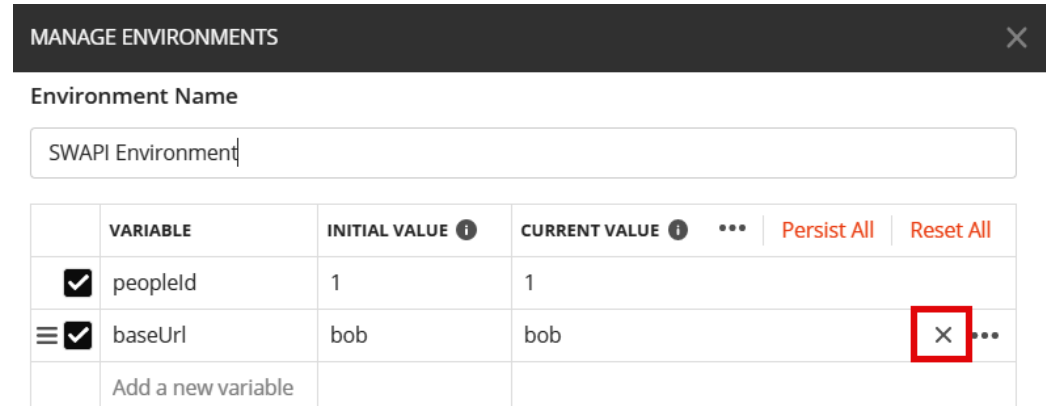 MANAGE ENVIRONMENTS
Environment Name
SWAPI Environment
VARIABLE INITIAL VALUE CURRENT VALUE ••• Persist All Reset All
peopleId 1 1
baseUrl bob bob
Add a new variable